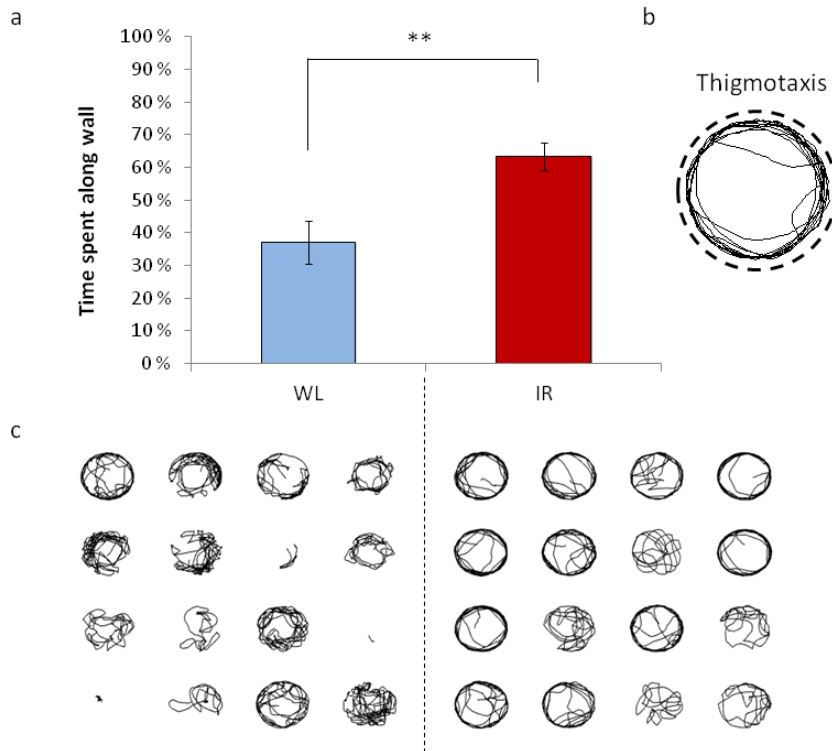 a
b
100 %
90 %
80 %
70 %
60 %
50 %
40 %
30 %
20 %
10 %
0 %
Time spent along wall
**
WL
IR
Thigmotaxis
c